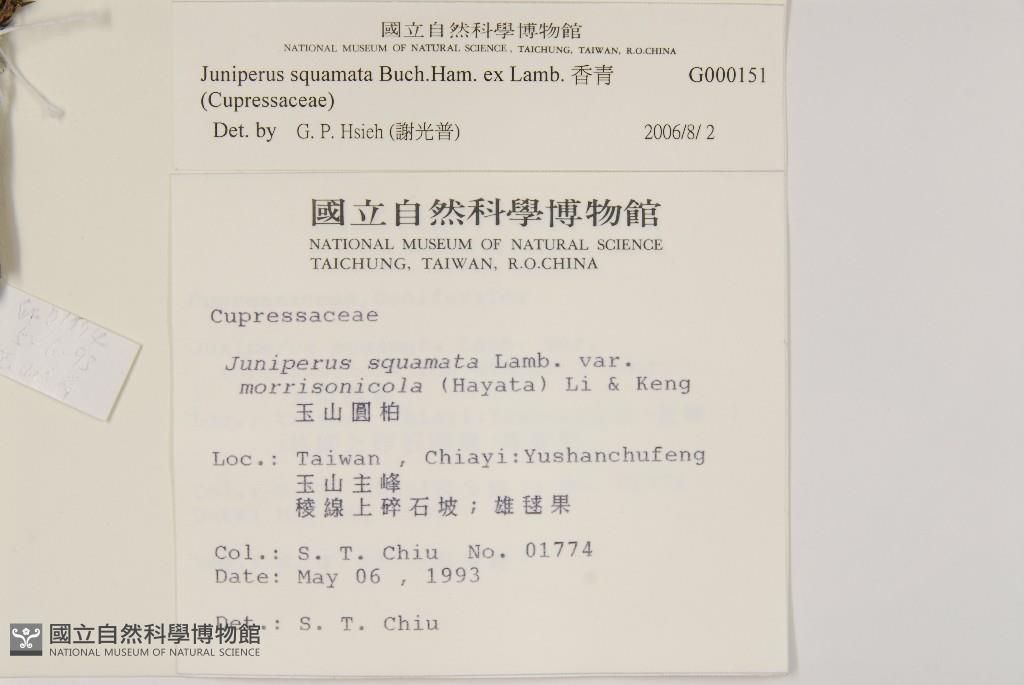 國立自然科學博物館
NATIONAL MUSEUM OF NATURAL SCIENCE, TAICHUNG, TAIWAN, R.O.CHINA
Juniperus squamata Buch.Ham. ex Lamb. 香青 G000151
(Cupressaceae)
Det. by G. P. Hsieh (謝光普) 2006/8/ 2
國立自然科學博物館
NATIONAL MUSEUM OF NATURAL SCIENCE
TAICHUNG, TAIWAN, R.O.CHINA
Cupressaceae
Juniperus squamata Lamb. var.
morrisonicola (Hayata) Li & Keng
玉山圓柏
Loc.: Taiwan , Chiayi:Yushanchufeng
玉山主峰
稜線上碎石坡；雄毬果
Col.: S. T. Chiu No. 01774
Date: May 06 , 1993
Det.: S. T. Chiu
國立自然科學博物館
NATIONAL MUSEUM OF NATURAL SCIENCE